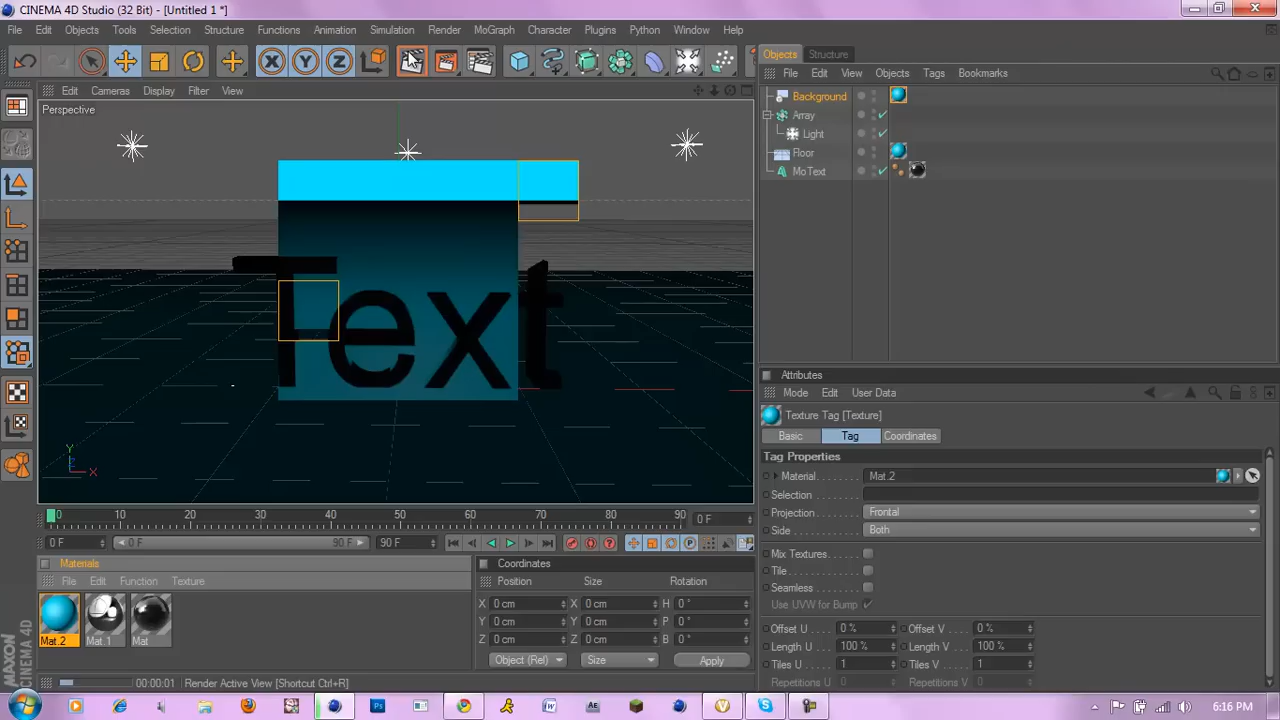 CINEMA 4D Studio (32 Bit) - [Untitled 1 *]
File Edit Objects Tools Selection Structure Functions Animation Simulation Render MoGraph Character Plugins Python Window Help
Objects Structure
File Edit View Objects Tags Bookmarks
Edit Cameras Display Filter View
Perspective
Background
Array
Light
Floor
MoText
Text
Y
Z
X
Attributes
Mode Edit User Data
Texture Tag [Texture]
Basic Tag Coordinates
Tag Properties
Material Mat.2
Selection
Projection Frontal
Side Both
Mix Textures
Tile
Seamless
Use UVW for Bump
Offset U 0 % Offset V 0 %
Length U 100 % Length V 100 %
Tiles U 1 Tiles V 1
Repetitions U 0 Repetitions V 0
0 10 20 30 40 50 60 70 80 90 0 F
0 F 0 F 90 F 90 F
Materials
File Edit Function Texture
Mat.2 Mat.1 Mat
Coordinates
Position Size Rotation
X 0 cm X 0 cm H 0 °
Y 0 cm Y 0 cm P 0 °
Z 0 cm Z 0 cm B 0 °
Object (Rel) Size Apply
MAXON CINEMA 4D
00:00:01 Render Active View [Shortcut Ctrl+R]
6:16 PM